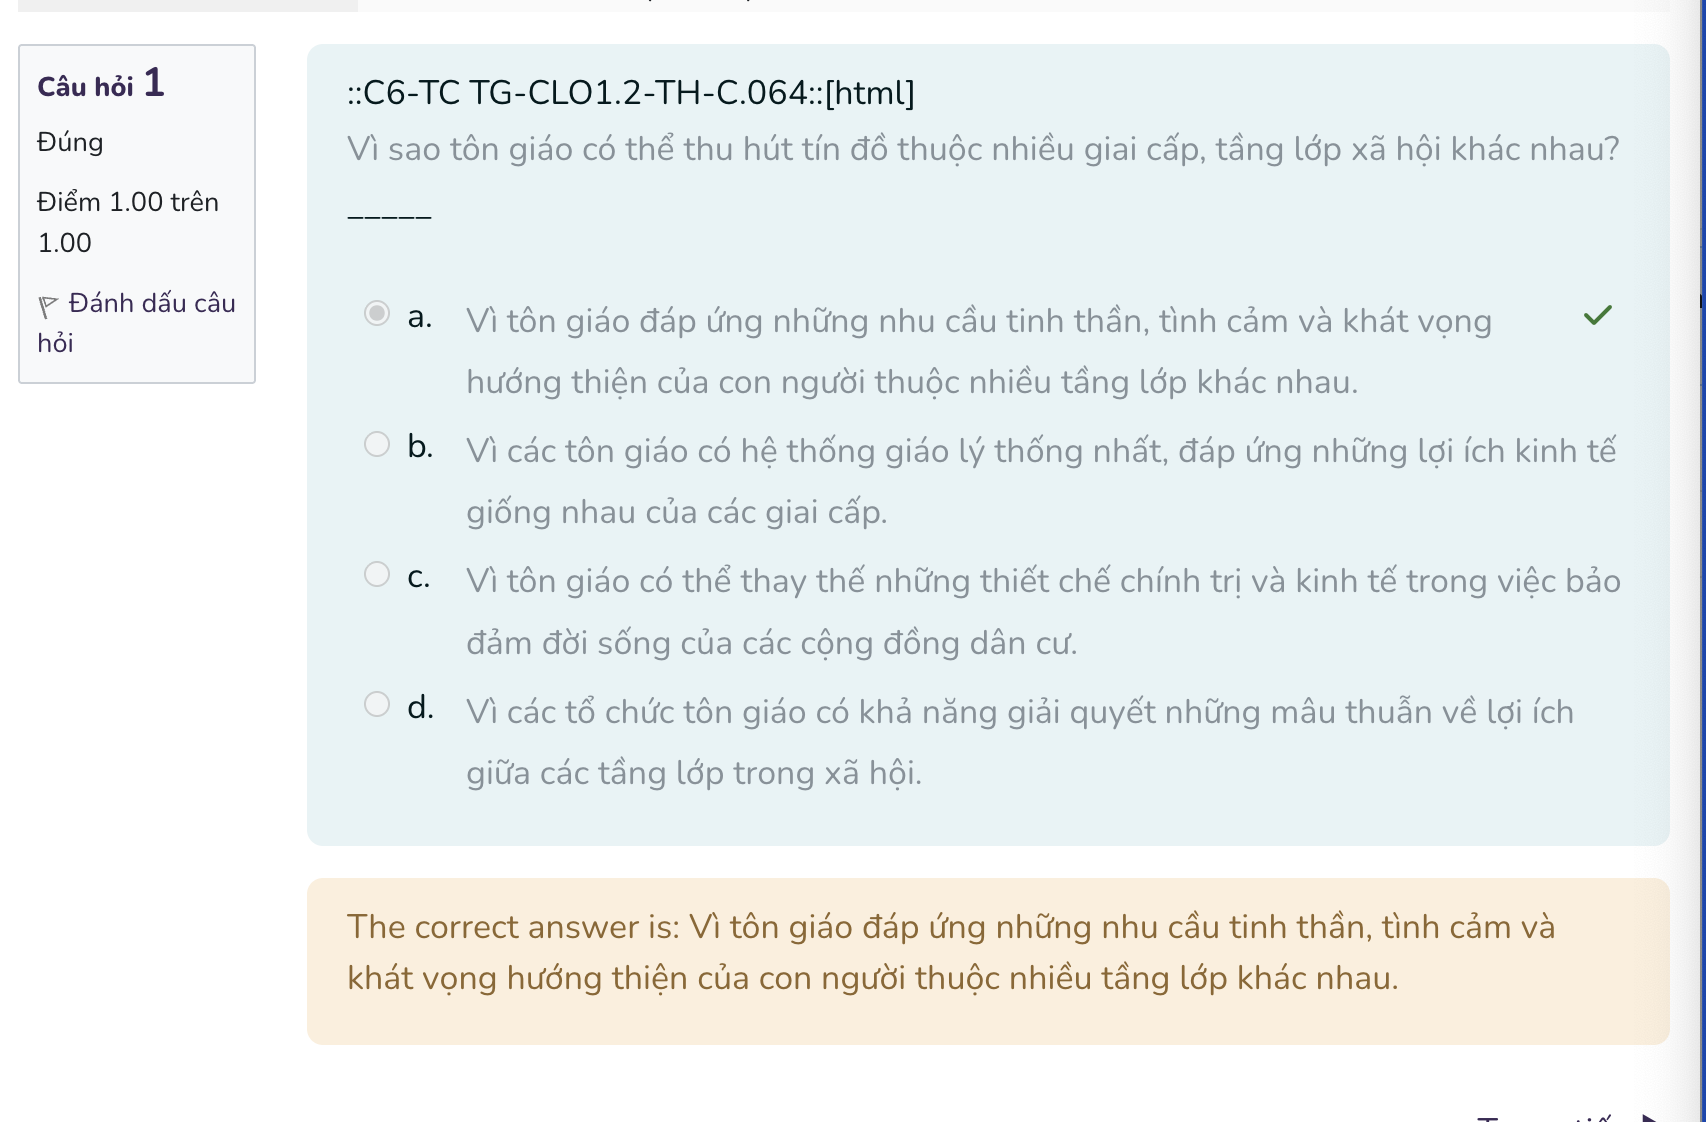 Câu hỏi 1
Đúng
Điểm 1.00 trên
1.00
Đánh dấu câu
hỏi
::C6-TC TG-CLO1.2-TH-C.064::[html]
Vì sao tôn giáo có thể thu hút tín đồ thuộc nhiều giai cấp, tầng lớp xã hội khác nhau?
_____
a. Vì tôn giáo đáp ứng những nhu cầu tinh thần, tình cảm và khát vọng
hướng thiện của con người thuộc nhiều tầng lớp khác nhau.
b. Vì các tôn giáo có hệ thống giáo lý thống nhất, đáp ứng những lợi ích kinh tế
giống nhau của các giai cấp.
c. Vì tôn giáo có thể thay thế những thiết chế chính trị và kinh tế trong việc bảo
đảm đời sống của các cộng đồng dân cư.
d. Vì các tổ chức tôn giáo có khả năng giải quyết những mâu thuẫn về lợi ích
giữa các tầng lớp trong xã hội.
The correct answer is: Vì tôn giáo đáp ứng những nhu cầu tinh thần, tình cảm và
khát vọng hướng thiện của con người thuộc nhiều tầng lớp khác nhau.